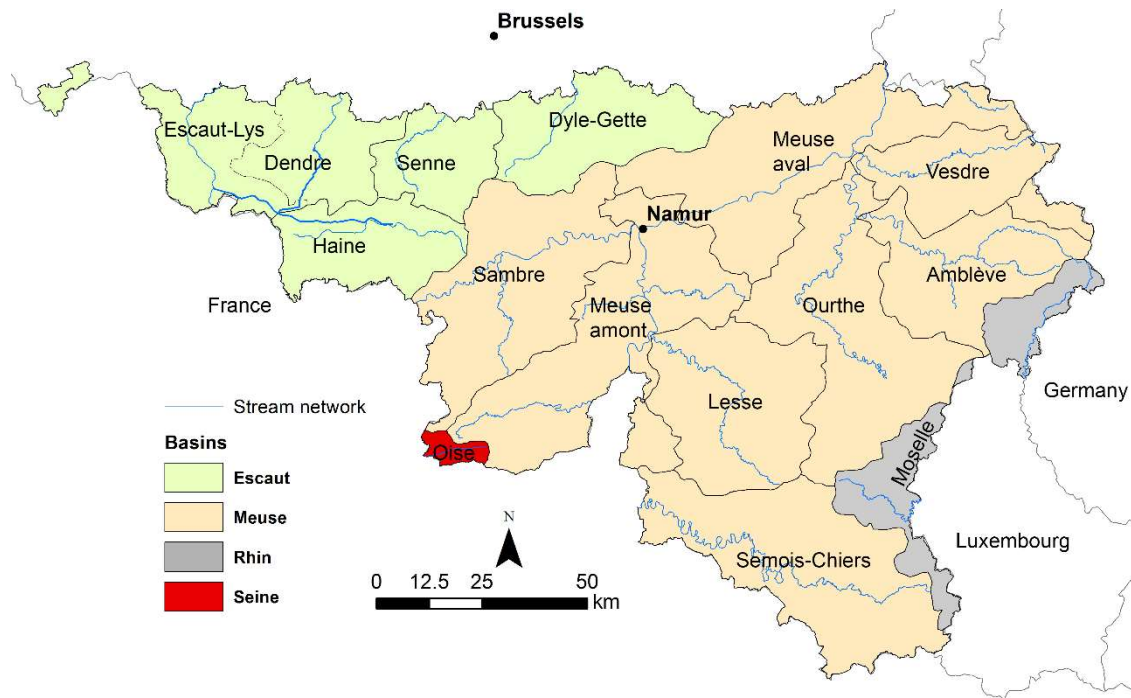 Brussels
Escaut-Lys
Dendre
Senne
Dyle-Gette
Haine
Meuse
aval
Vesdre
Namur
Sambre
Meuse
amont
Ourthe
Amblève
France
Germany
Lesse
Moselle
Oise
Luxembourg
Semois-Chiers
Stream network
Basins
Escaut
Meuse
Rhin
Seine
N
0 12.5 25 50
km